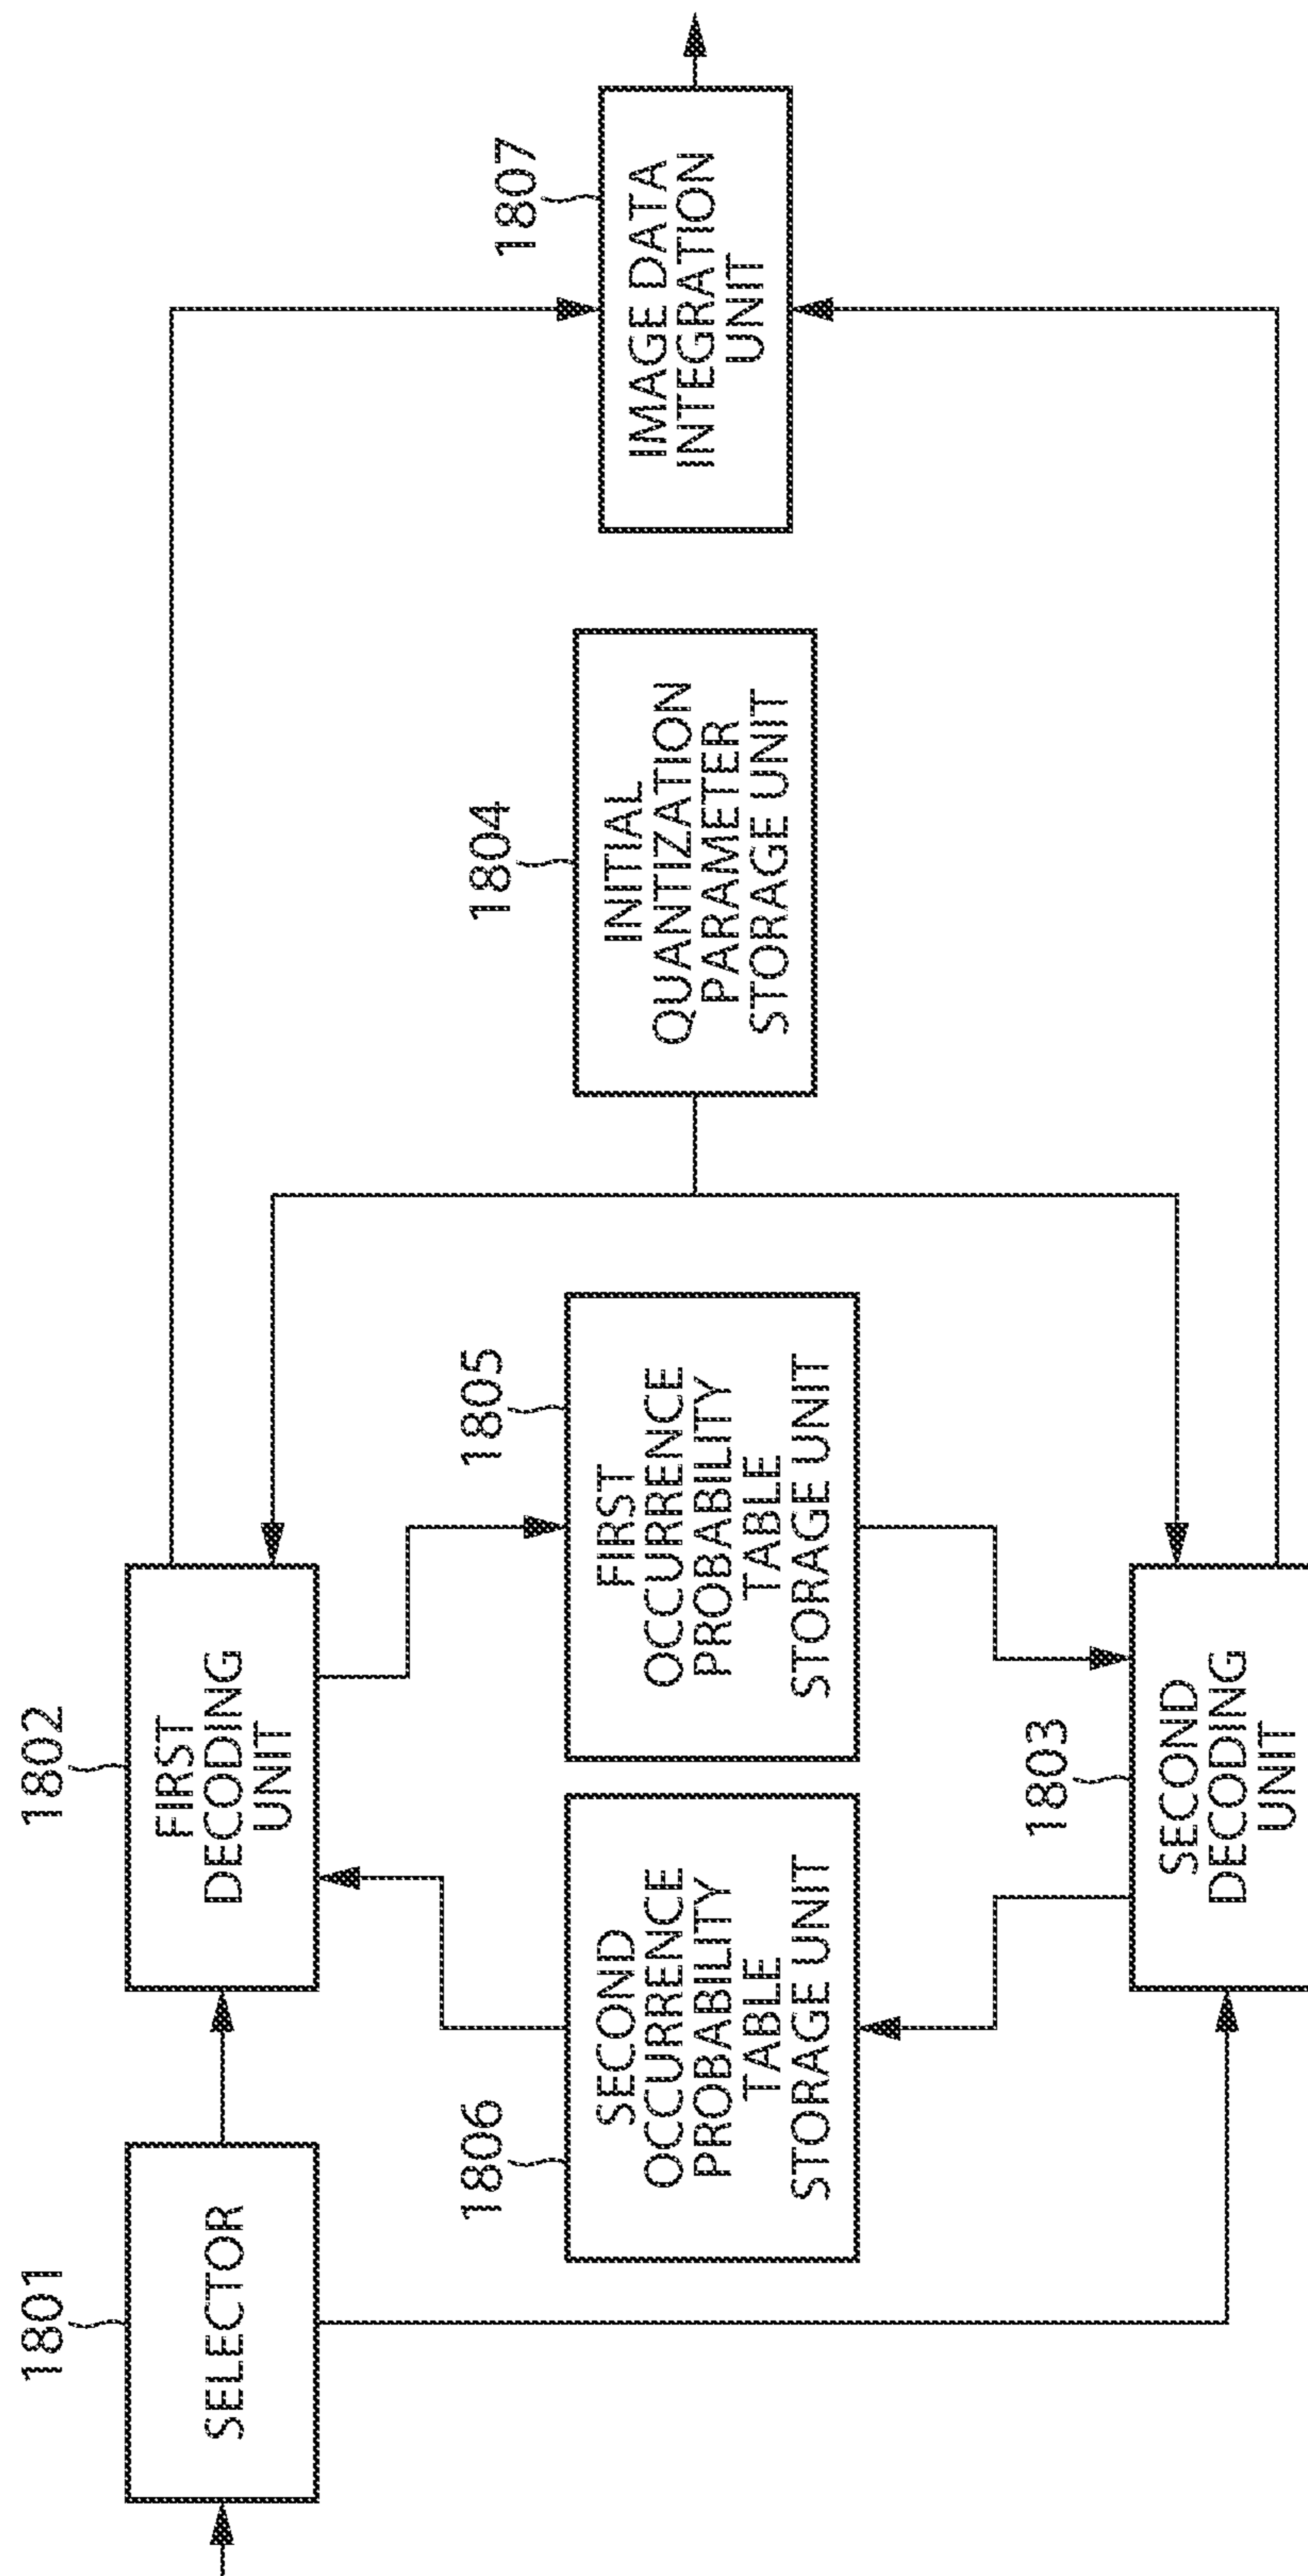 1801
SELECTOR
1802
FIRST
DECODING
UNIT
1806
SECOND
OCCURRENCE
PROBABILITY
TABLE
STORAGE UNIT
1805
FIRST
OCCURRENCE
PROBABILITY
TABLE
STORAGE UNIT
1803
SECOND
DECODING
UNIT
1804
INITIAL
QUANTIZATION
PARAMETER
STORAGE UNIT
1807
IMAGE DATA
INTEGRATION
UNIT